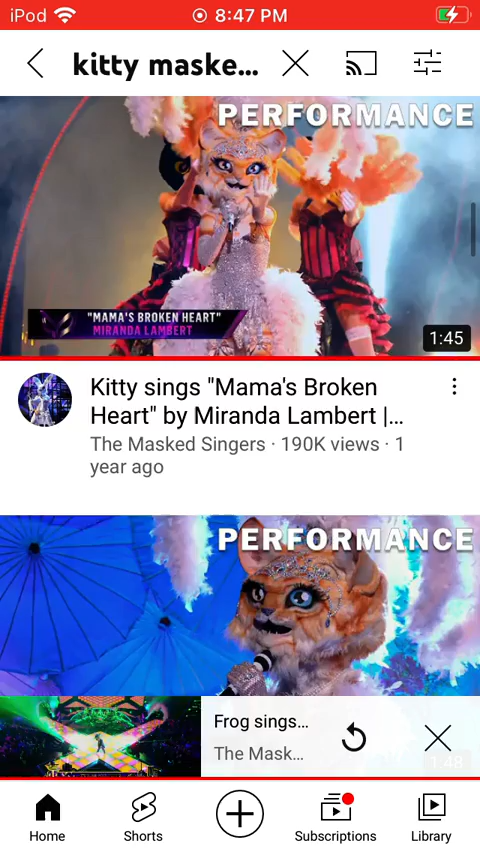 iPod 8:47 PM
kitty maske...
PERFORMANCE
"MAMA'S BROKEN HEART"
MIRANDA LAMBERT
1:45
Kitty sings "Mama's Broken
Heart" by Miranda Lambert |...
The Masked Singers · 190K views · 1
year ago
PERFORMANCE
Frog sings...
The Mask...
1:48
Home
Shorts
Subscriptions
Library